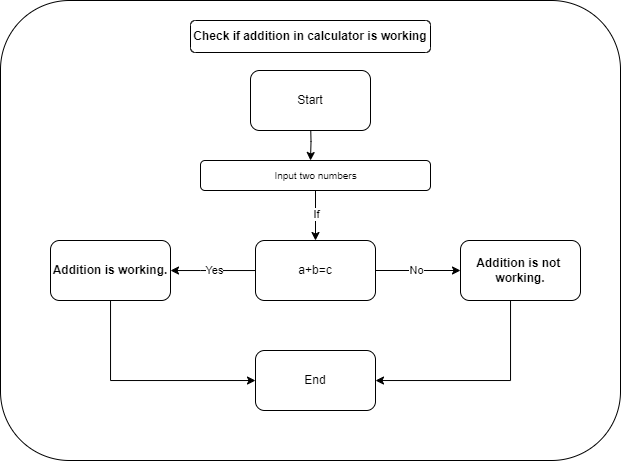 Check if addition in calculator is working
Start
Input two numbers
If
Addition is working.
Yes
a+b=c
No
Addition is not
working.
End